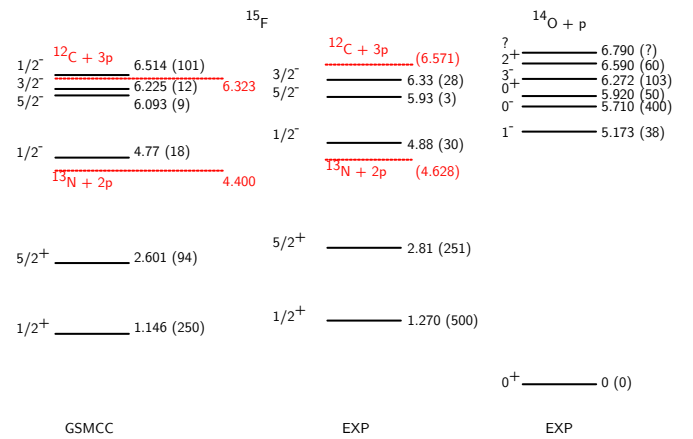 ¹⁵F
¹⁴O + p
¹²C + 3p
1/2⁻ 6.514 (101)
3/2⁻ 6.225 (12) 6.323
5/2⁻ 6.093 (9)
1/2⁻ 4.77 (18)
¹³N + 2p 4.400
5/2⁺ 2.601 (94)
1/2⁺ 1.146 (250)
GSMCC
¹²C + 3p (6.571)
3/2⁻ 6.33 (28)
5/2⁻ 5.93 (3)
1/2⁻ 4.88 (30)
¹³N + 2p (4.628)
5/2⁺ 2.81 (251)
1/2⁺ 1.270 (500)
EXP
? 6.790 (?)
2⁺ 6.590 (60)
3⁻ 6.272 (103)
0⁺ 5.920 (50)
0⁻ 5.710 (400)
1⁻ 5.173 (38)
0⁺ 0 (0)
EXP